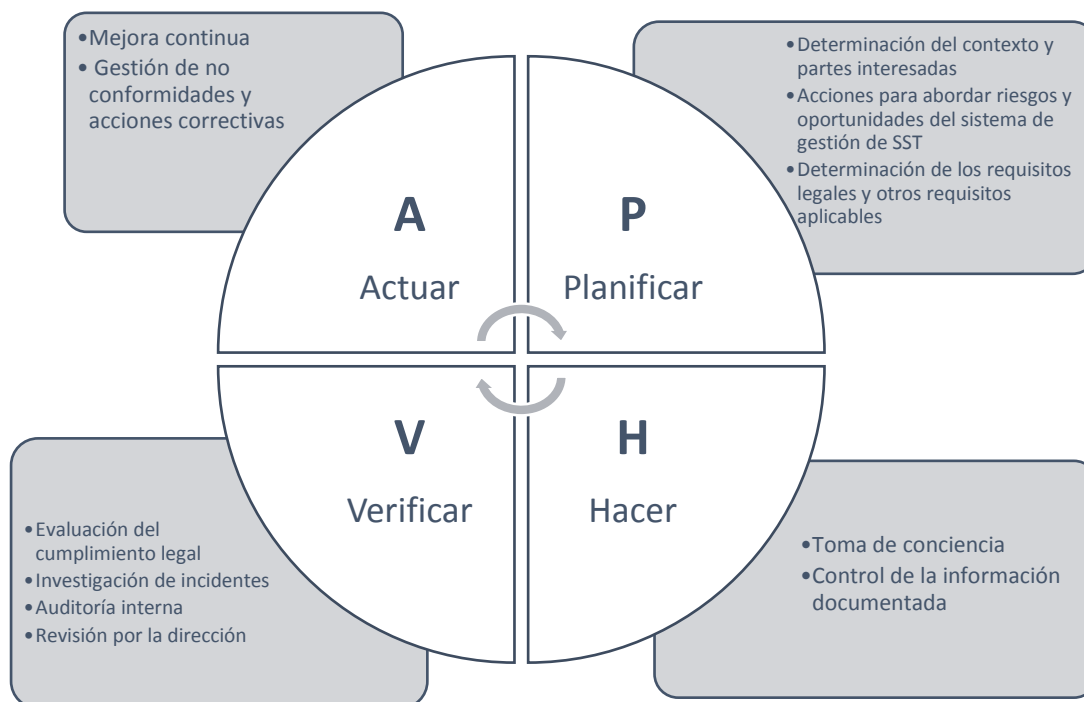 •Mejora continua
• Gestión de no
conformidades y
acciones correctivas
•Determinación del contexto y
partes interesadas
•Acciones para abordar riesgos y
oportunidades del sistema de
gestión de SST
•Determinación de los requisitos
legales y otros requisitos
aplicables
A
Actuar
P
Planificar
V
Verificar
H
Hacer
•Evaluación del
cumplimiento legal
•Investigación de incidentes
•Auditoría interna
•Revisión por la dirección
•Toma de conciencia
•Control de la información
documentada